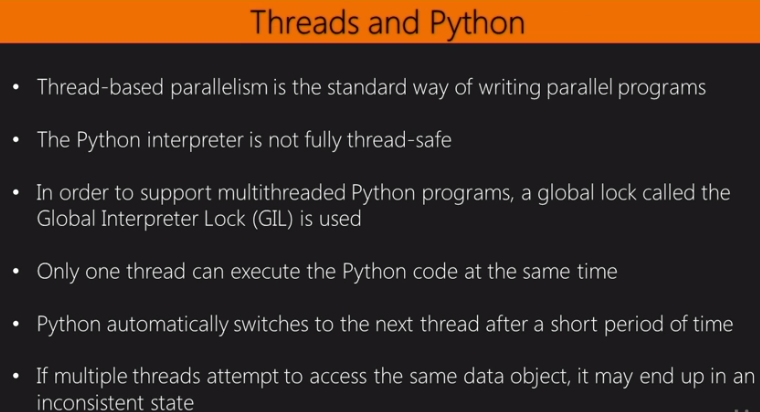 Threads and Python
• Thread-based parallelism is the standard way of writing parallel programs
• The Python interpreter is not fully thread-safe
• In order to support multithreaded Python programs, a global lock called the
Global Interpreter Lock (GIL) is used
• Only one thread can execute the Python code at the same time
• Python automatically switches to the next thread after a short period of time
• If multiple threads attempt to access the same data object, it may end up in an
inconsistent state